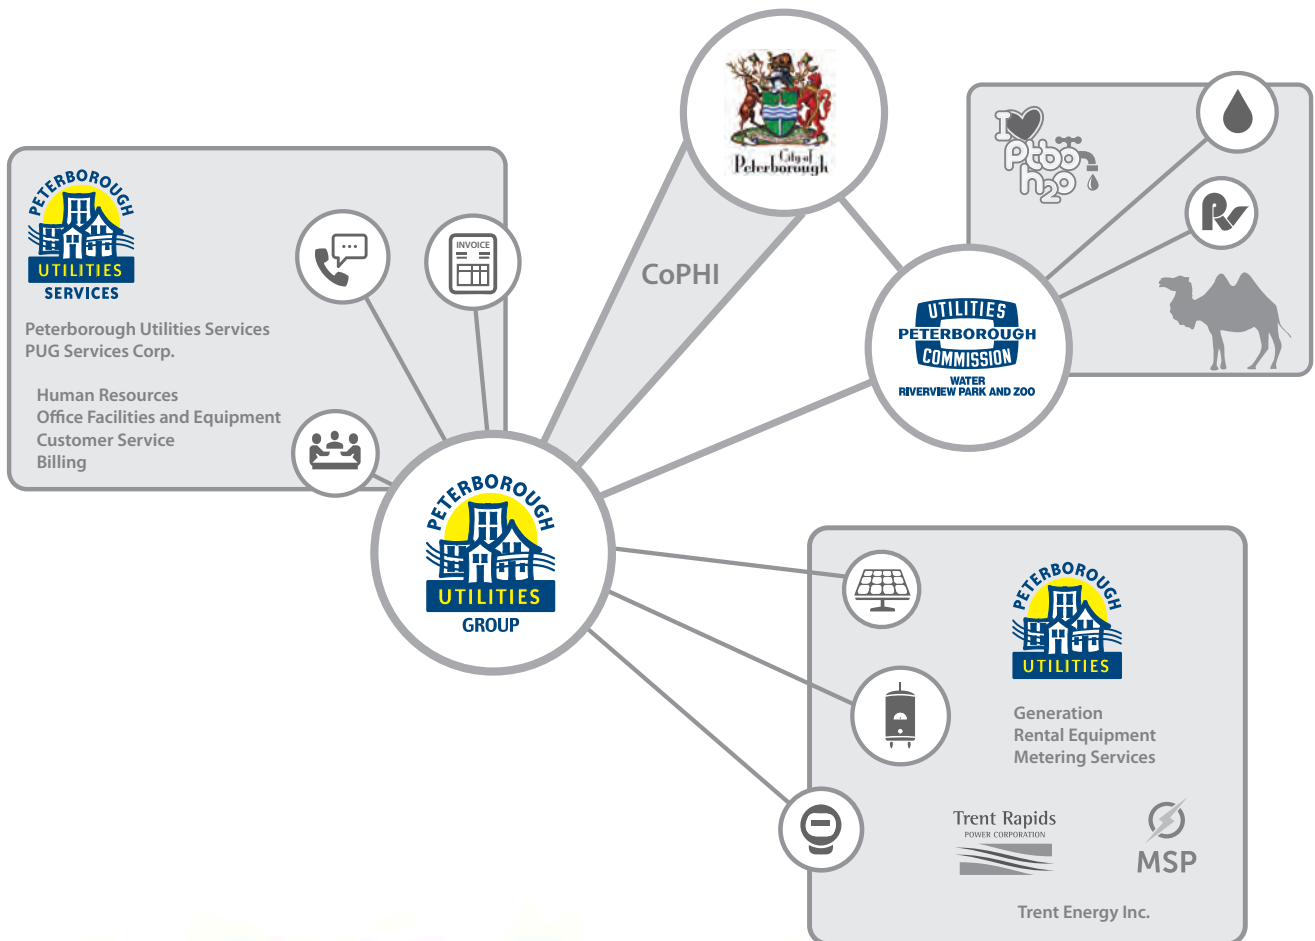 City of
Peterborough
I
Ptbo
h2o
R
PETERBOROUGH
UTILITIES
SERVICES
INVOICE
CoPHI
UTILITIES
PETERBOROUGH
COMMISSION
WATER
RIVERVIEW PARK AND ZOO
Peterborough Utilities Services
PUG Services Corp.
Human Resources
Office Facilities and Equipment
Customer Service
Billing
PETERBOROUGH
UTILITIES
GROUP
PETERBOROUGH
UTILITIES
Generation
Rental Equipment
Metering Services
Trent Rapids
POWER CORPORATION
MSP
Trent Energy Inc.